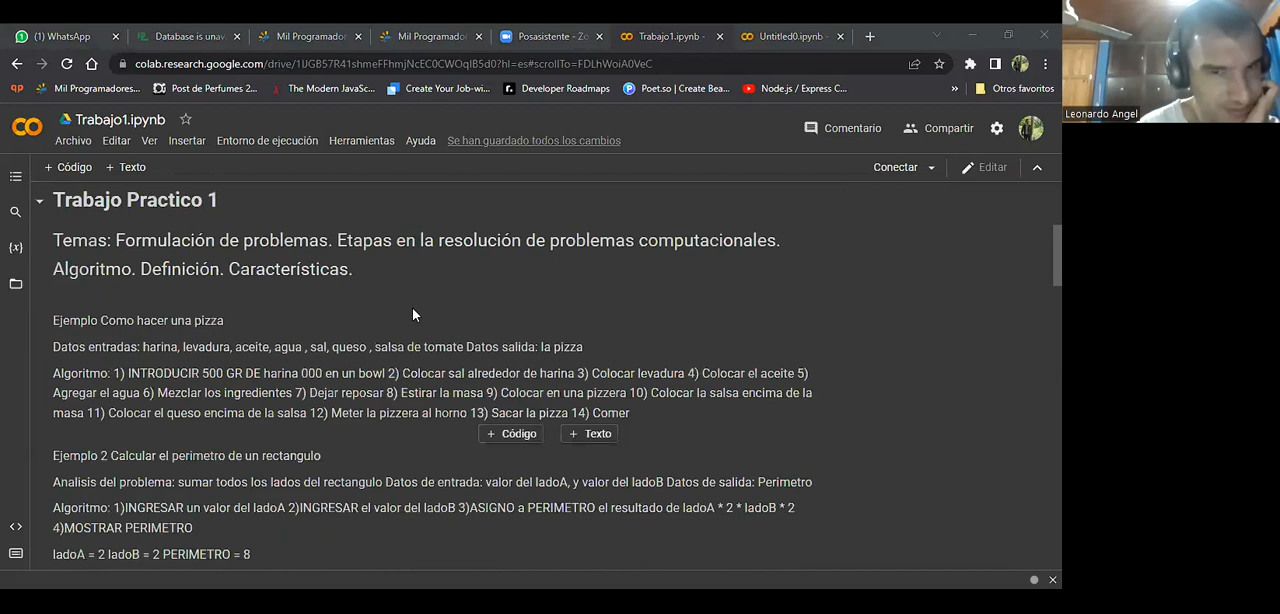 (1) WhatsApp
Database is unav
Mil Programador
Mil Programado
Posasistente - Zo
Trabajo1.ipynb -
Untitled0.ipynb -
colab.research.google.com/drive/1IJGB57R41shmeFFhmjNcEC0CWOqIB5d0?hl=es#scrollTo=FDLhWoiA0VeC
Mil Programadores...
Post de Perfumes 2...
The Modern JavaSc...
Create Your Job-wi...
Developer Roadmaps
Poet.so | Create Bea...
Node.js / Express C...
»
Otros favoritos
Leonardo Angel
Trabajo1.ipynb
Archivo Editar Ver Insertar Entorno de ejecución Herramientas Ayuda Se han guardado todos los cambios
Comentario
Compartir
+ Código + Texto
Conectar
Editar
Trabajo Practico 1
Temas: Formulación de problemas. Etapas en la resolución de problemas computacionales.
Algoritmo. Definición. Características.
Ejemplo Como hacer una pizza
Datos entradas: harina, levadura, aceite, agua , sal, queso , salsa de tomate Datos salida: la pizza
Algoritmo: 1) INTRODUCIR 500 GR DE harina 000 en un bowl 2) Colocar sal alrededor de harina 3) Colocar levadura 4) Colocar el aceite 5)
Agregar el agua 6) Mezclar los ingredientes 7) Dejar reposar 8) Estirar la masa 9) Colocar en una pizzera 10) Colocar la salsa encima de la
masa 11) Colocar el queso encima de la salsa 12) Meter la pizzera al horno 13) Sacar la pizza 14) Comer
+ Código + Texto
Ejemplo 2 Calcular el perimetro de un rectangulo
Analisis del problema: sumar todos los lados del rectangulo Datos de entrada: valor del ladoA, y valor del ladoB Datos de salida: Perimetro
Algoritmo: 1)INGRESAR un valor del ladoA 2)INGRESAR el valor del ladoB 3)ASIGNO a PERIMETRO el resultado de ladoA * 2 * ladoB * 2
4)MOSTRAR PERIMETRO
ladoA = 2 ladoB = 2 PERIMETRO = 8